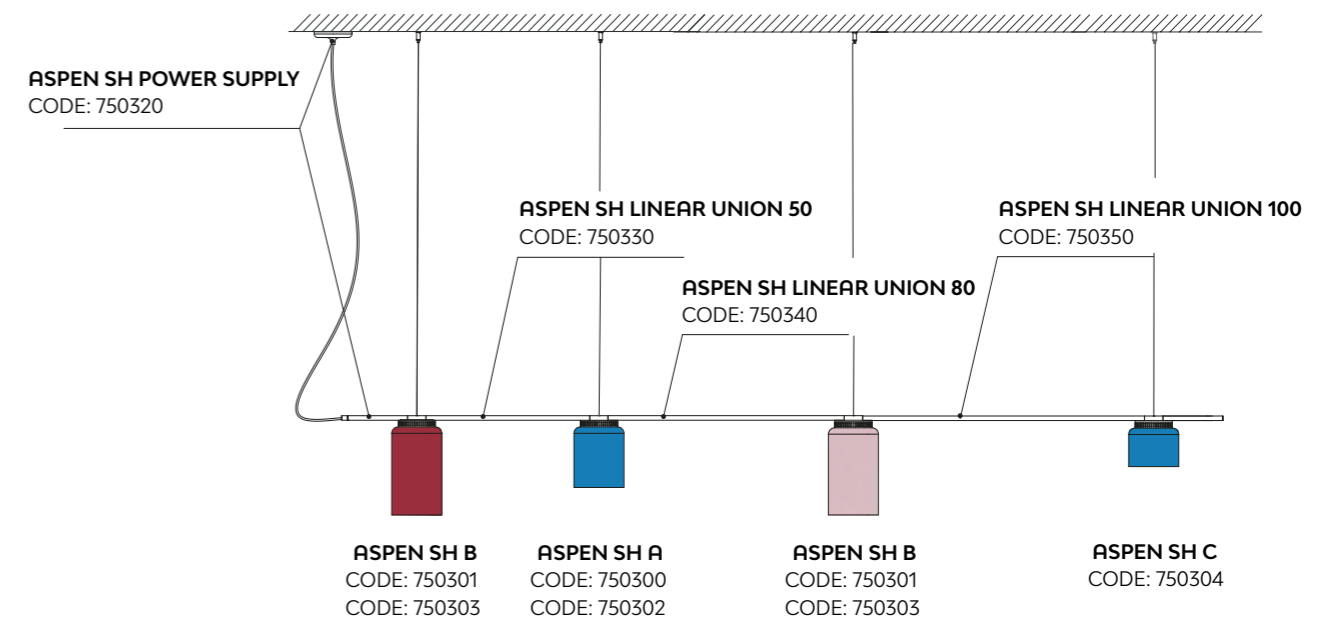 ASPEN SH POWER SUPPLY
CODE: 750320
ASPEN SH LINEAR UNION 50
CODE: 750330
ASPEN SH LINEAR UNION 100
CODE: 750350
ASPEN SH LINEAR UNION 80
CODE: 750340
ASPEN SH B
CODE: 750301
CODE: 750303
ASPEN SH A
CODE: 750300
CODE: 750302
ASPEN SH B
CODE: 750301
CODE: 750303
ASPEN SH C
CODE: 750304